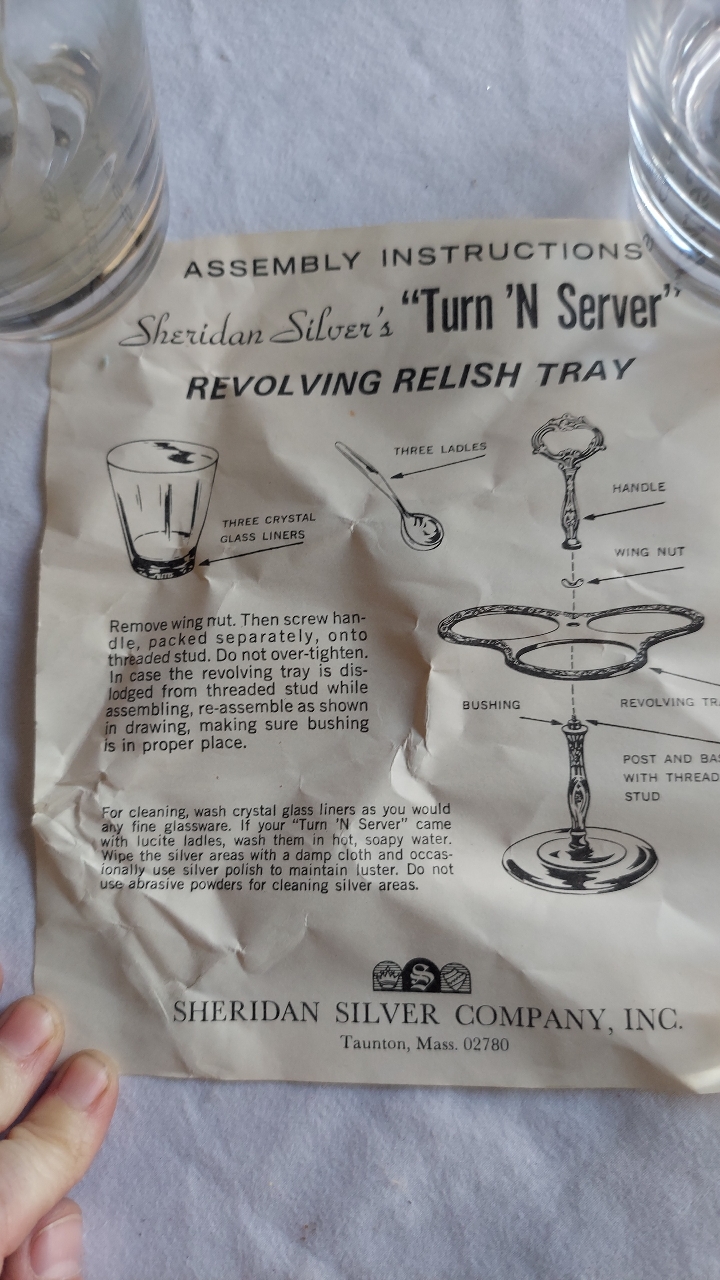 ASSEMBLY INSTRUCTIONS
Sheridan Silver's "Turn 'N Server"
REVOLVING RELISH TRAY
THREE LADLES
HANDLE
THREE CRYSTAL
GLASS LINERS
WING NUT
Remove wing nut. Then screw han-
dle, packed separately, onto
threaded stud. Do not over-tighten.
In case the revolving tray is dis-
lodged from threaded stud while
assembling, re-assemble as shown
in drawing, making sure bushing
is in proper place.
BUSHING
REVOLVING
POST AND
WITH
STUD
For cleaning, wash crystal glass liners as you would
any fine glassware. If your "Turn 'N Server" came
with lucite ladles, wash them in hot, soapy water.
Wipe the silver areas with a damp cloth and occas-
ionally use silver polish to maintain luster. Do not
use abrasive powders for cleaning silver areas.
S
SHERIDAN SILVER COMPANY, INC.
Taunton, Mass. 02780